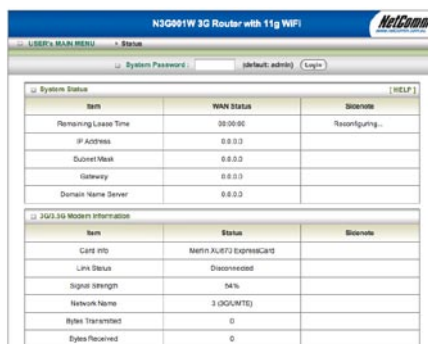 N3G001W 3G Router with 11g WiFi
NetComm
USER's MAIN MENU Status
System Password : (default: admin) Login
System Status [ HELP ]
Item WAN Status Sidenote
Remaining Lease Time 00:00:00 Reconfiguring...
IP Address 0.0.0.0
Subnet Mask 0.0.0.0
Gateway 0.0.0.0
Domain Name Server 0.0.0.0
3G/3.5G Modem Information
Item Status Sidenote
Card Info Merlin XU870 ExpressCard
Link Status Disconnected
Signal Strength 54%
Network Name 3 (3G/UMTE)
Bytes Transmitted 0
Bytes Received 0